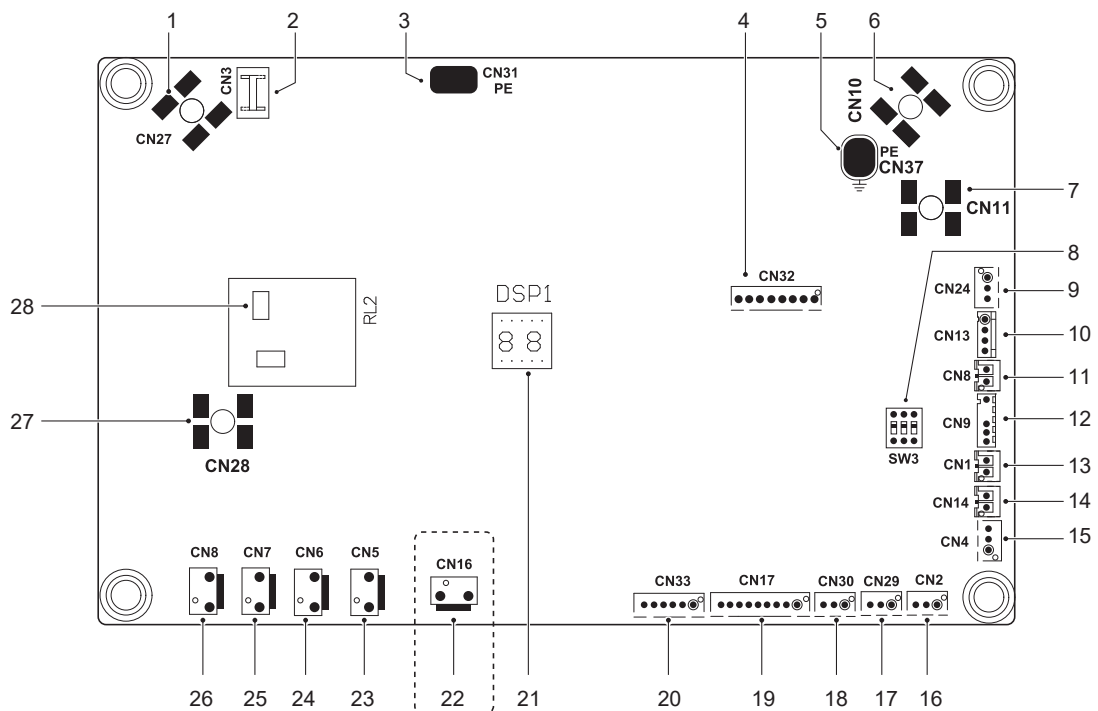 1 2 3 4 5 6
CN3
CN31
PE
CN10
CN27
PE
CN37
7
CN11
8
CN32
CN24 9
28
RL2
DSP1
CN13 10
CN8 11
27
CN9 12
SW3
CN28
CN1 13
CN14 14
CN4 15
CN8 CN7 CN6 CN5 CN16
CN33 CN17 CN30 CN29 CN2
88
26 25 24 23 22 21 20 19 18 17 16